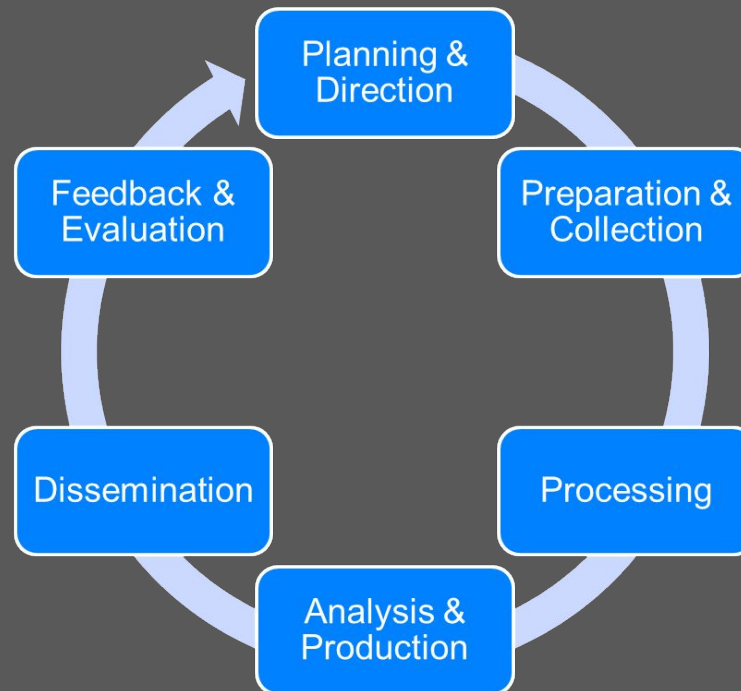 Planning &
Direction
Preparation &
Collection
Processing
Analysis &
Production
Dissemination
Feedback &
Evaluation